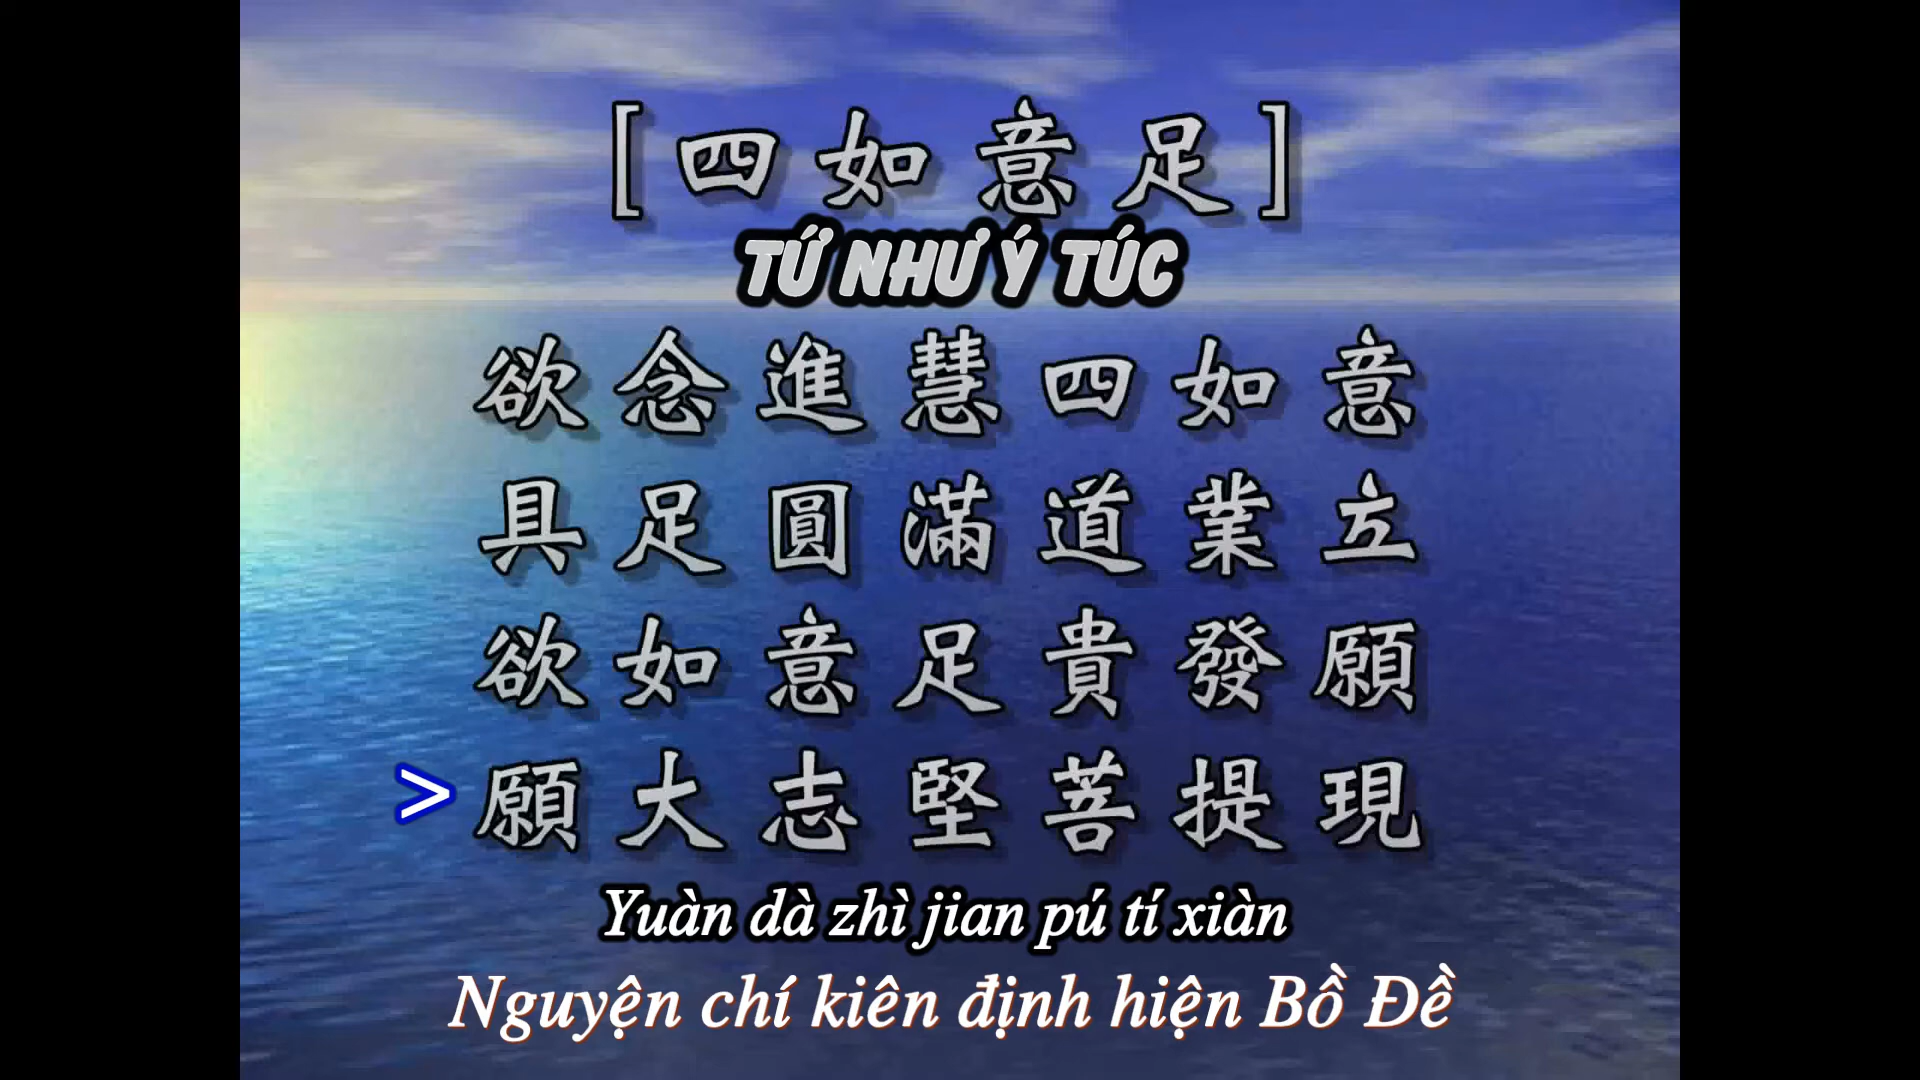 [四如意足]
TỨ NHƯ Ý TÚC
欲念進慧四如意
具足圓滿道業立
欲如意足貴發願
>願大志堅菩提現
Yuàn dà zhì jian pú tí xiàn
Nguyện chí kiên định hiện Bồ Đề